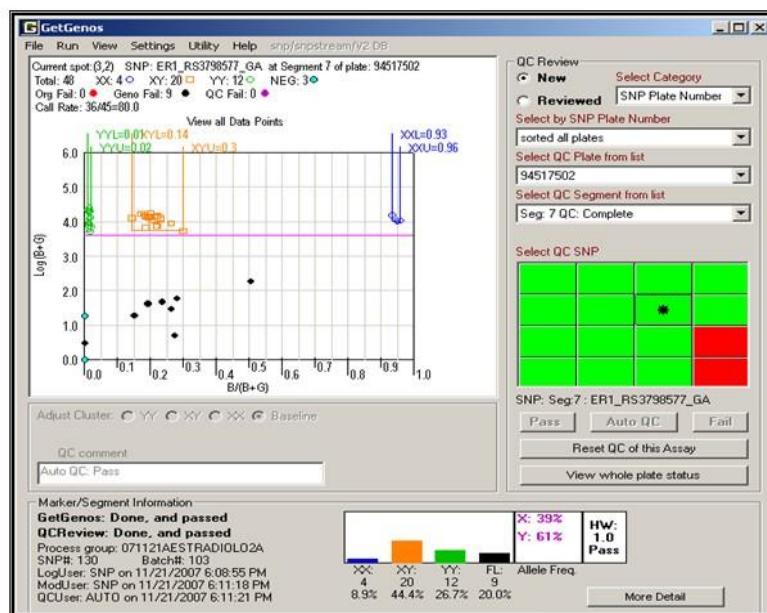 GetGenos
File Run View Settings Utility Help snp/snpstream/V2 DB
Current spot:(3,2) SNP: ER1_RS3798577_GA at Segment 7 of plate: 94517502
Total: 48 XX: 4 XY: 20 YY: 12 NEG: 3
Org Fail: 0 Geno Fail: 9 QC Fail: 0
Call Rate: 36/45=80.0
View all Data Points
YYL=0.01 XYL=0.14 XXL=0.93
YYU=0.02 XYU=0.3 XXU=0.96
6.0
5.0
4.0
3.0
2.0
1.0
0.0
Log(B+G)
0.0 0.1 0.2 0.3 0.4 0.5 0.6 0.7 0.8 0.9 1.0
B/(B+G)
Adjust Cluster: YY XY XX Baseline
QC comment
Auto QC: Pass
QC Review
New
Reviewed
Select Category
SNP Plate Number
Select by SNP Plate Number
sorted all plates
Select QC Plate from list
94517502
Select QC Segment from list
Seg: 7 QC: Complete
Select QC SNP
SNP: Seg:7 : ER1_RS3798577_GA
Pass Auto QC Fail
Reset QC of this Assay
View whole plate status
Marker/Segment Information
GetGenos: Done, and passed
QCReview: Done, and passed
Process group: 071121AESTRADIOLO2A
SNP#: 130 Batch#: 103
LogUser: SNP on 11/21/2007 6:08:55 PM
ModUser: SNP on 11/21/2007 6:11:18 PM
QCUser: AUTO on 11/21/2007 6:11:21 PM
XX: XY: YY: FL:
4 20 12 9
8.9% 44.4% 26.7% 20.0%
X: 39%
Y: 61%
Allele Freq.
HW:
1.0
Pass
More Detail